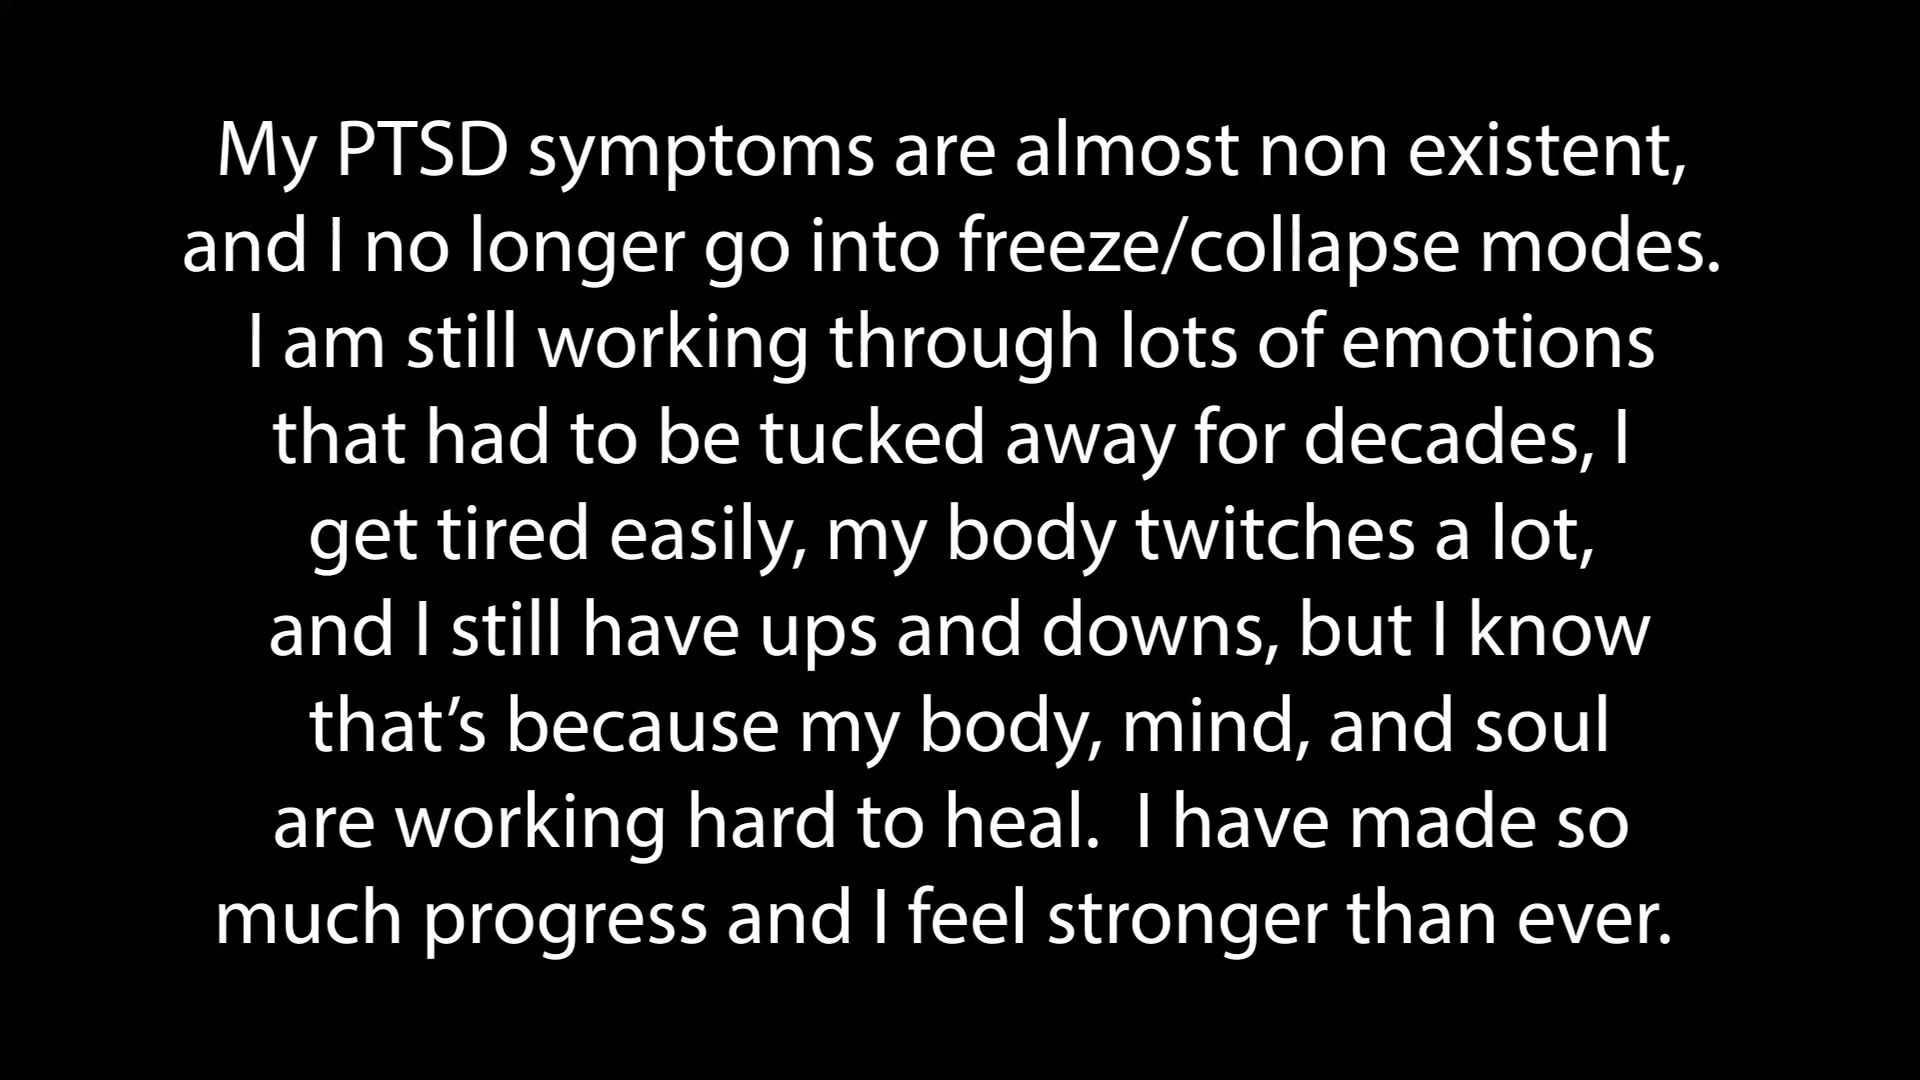 My PTSD symptoms are almost non existent,
and I no longer go into freeze/collapse modes.
I am still working through lots of emotions
that had to be tucked away for decades, I
get tired easily, my body twitches a lot,
and I still have ups and downs, but I know
that’s because my body, mind, and soul
are working hard to heal.  I have made so
much progress and I feel stronger than ever.